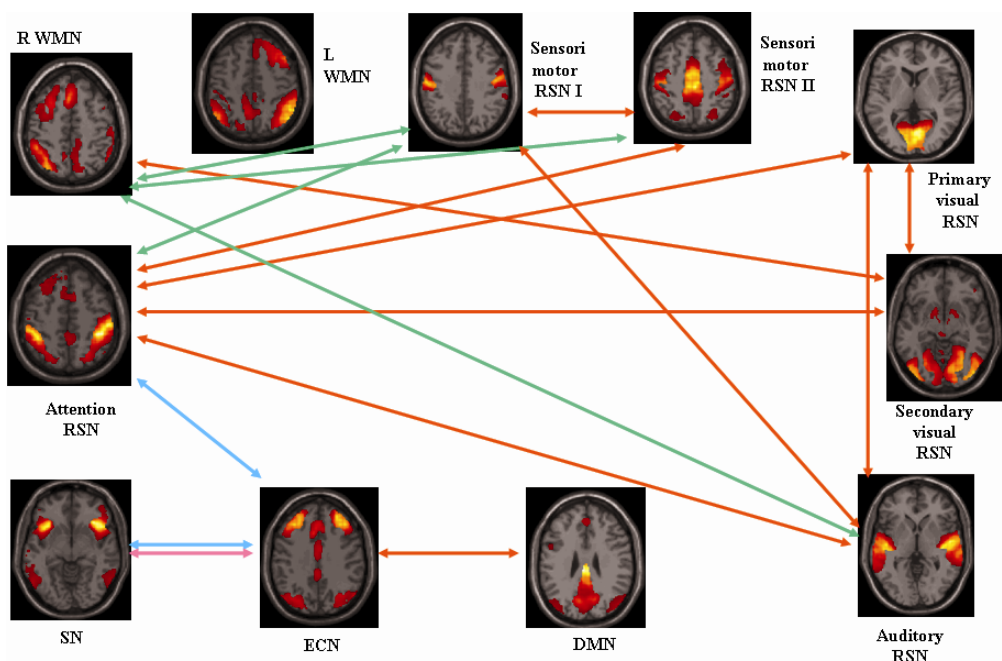 R WMN
L
WMN
Sensori
motor
RSN I
Sensori
motor
RSN II
Primary
visual
RSN
Attention
RSN
Secondary
visual
RSN
SN
ECN
DMN
Auditory
RSN